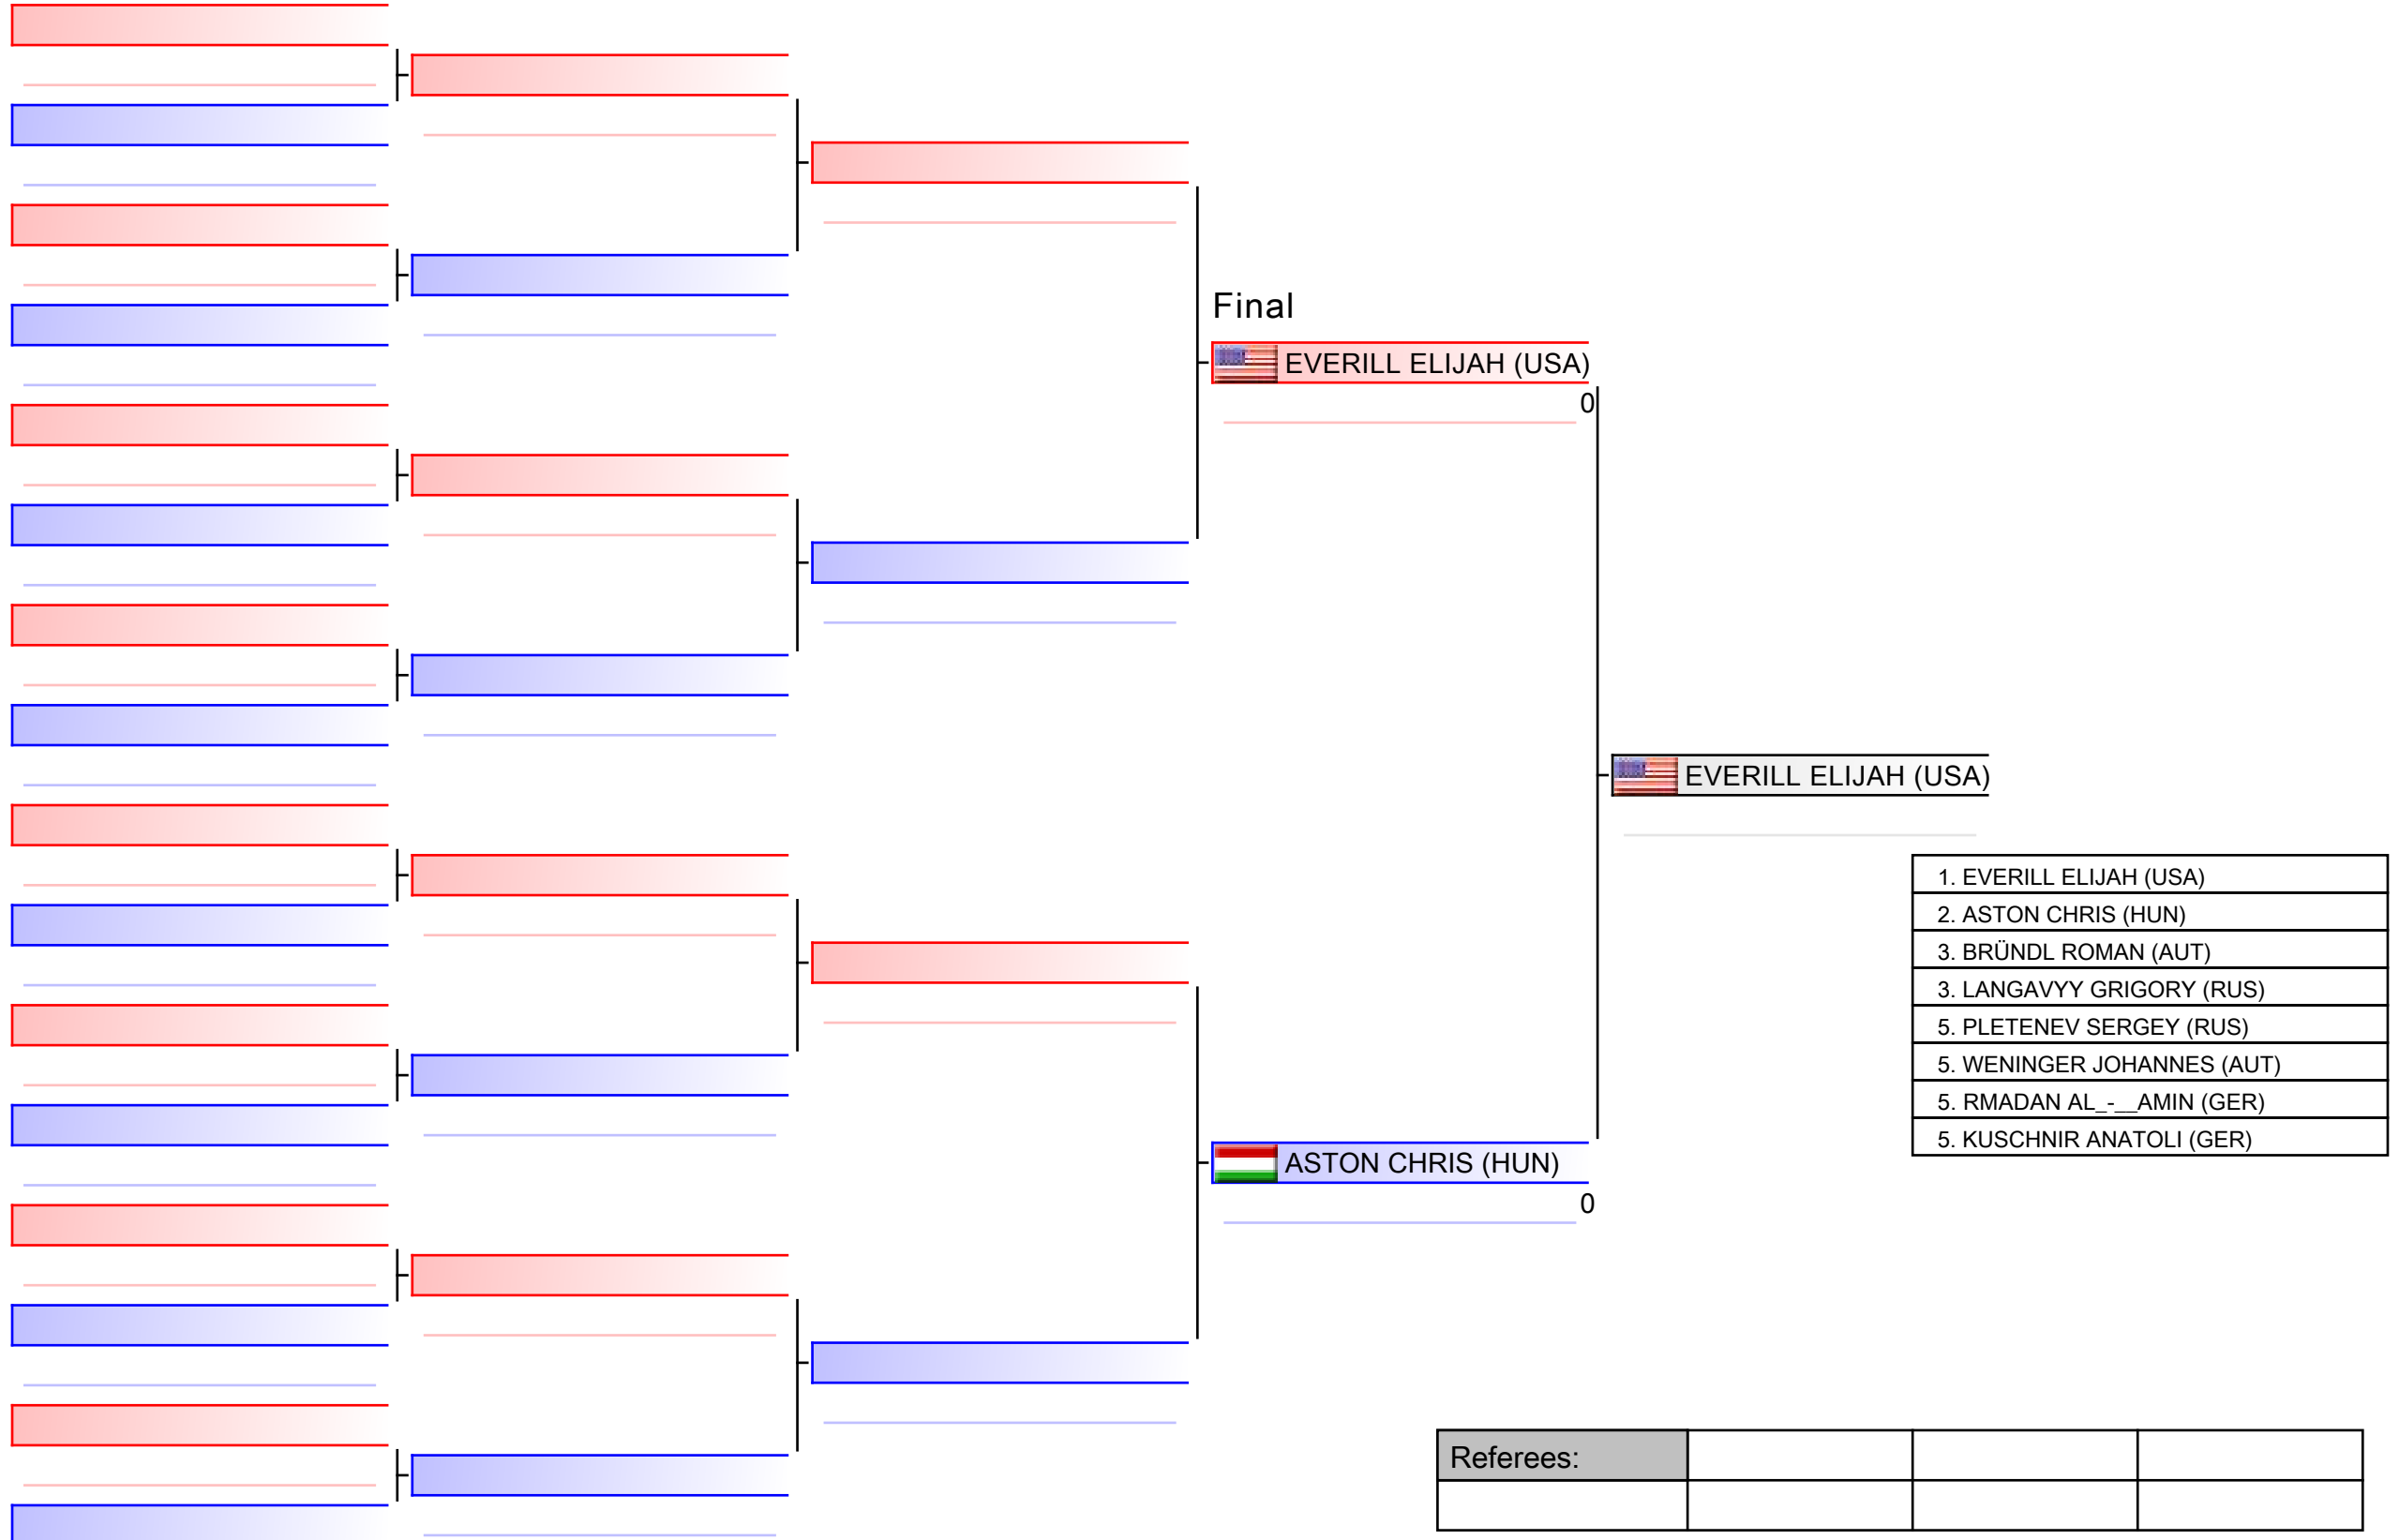 Final
EVERILL ELIJAH (USA)
0
EVERILL ELIJAH (USA)
1. EVERILL ELIJAH (USA)
2. ASTON CHRIS (HUN)
3. BRÜNDL ROMAN (AUT)
3. LANGAVYY GRIGORY (RUS)
5. PLETENEV SERGEY (RUS)
5. WENINGER JOHANNES (AUT)
5. RMADAN AL_-__AMIN (GER)
5. KUSCHNIR ANATOLI (GER)
ASTON CHRIS (HUN)
0
Referees: